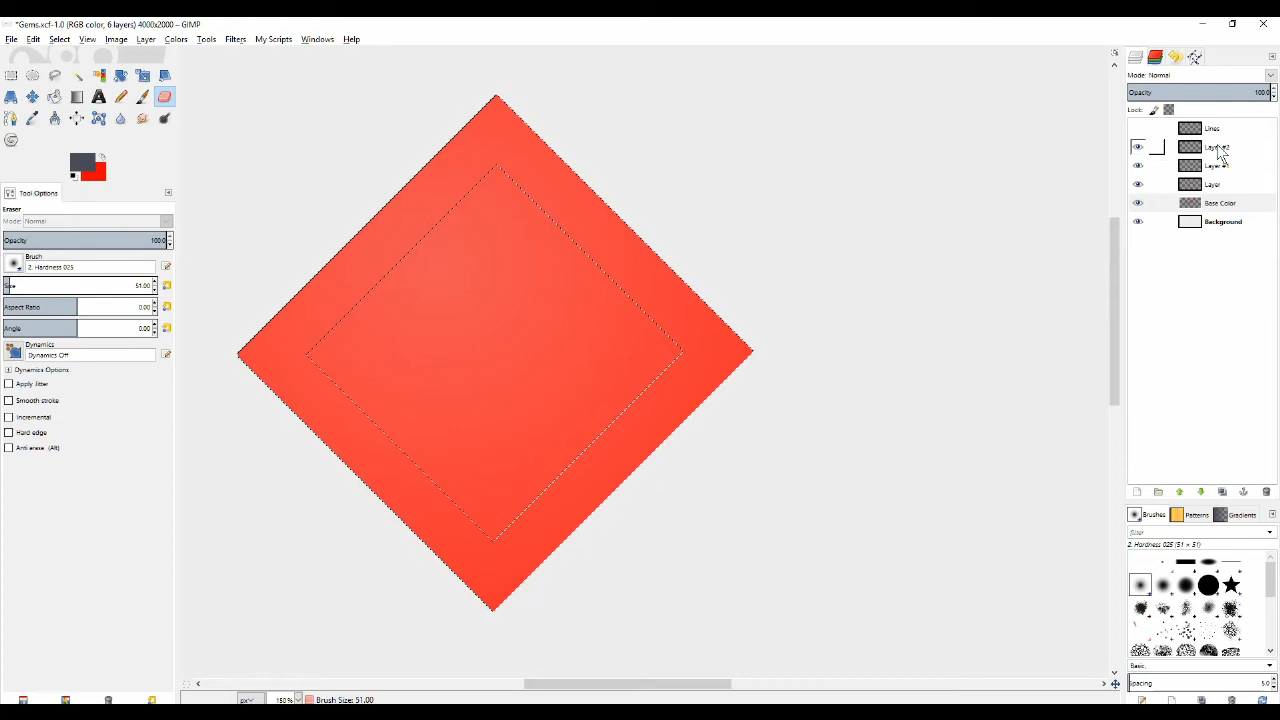 *Gems.xcf-1.0 (RGB color, 6 layers) 4000x2000 – GIMP
File Edit Select View Image Layer Colors Tools Filters My Scripts Windows Help
Tool Options
Eraser
Mode: Normal
Opacity 100.0
Brush
2. Hardness 025
Size 51.00
Aspect Ratio 0.00
Angle 0.00
Dynamics
Dynamics Off
Dynamics Options
Apply Jitter
Smooth stroke
Incremental
Hard edge
Anti erase (Alt)
px 150 % Brush Size: 51.00
Mode: Normal
Opacity 100.0
Lock:
Lines
Layer
Base Color
Background
Brushes Patterns Gradients
filter
2. Hardness 025 (51 × 51)
Basic,
Spacing 5.0